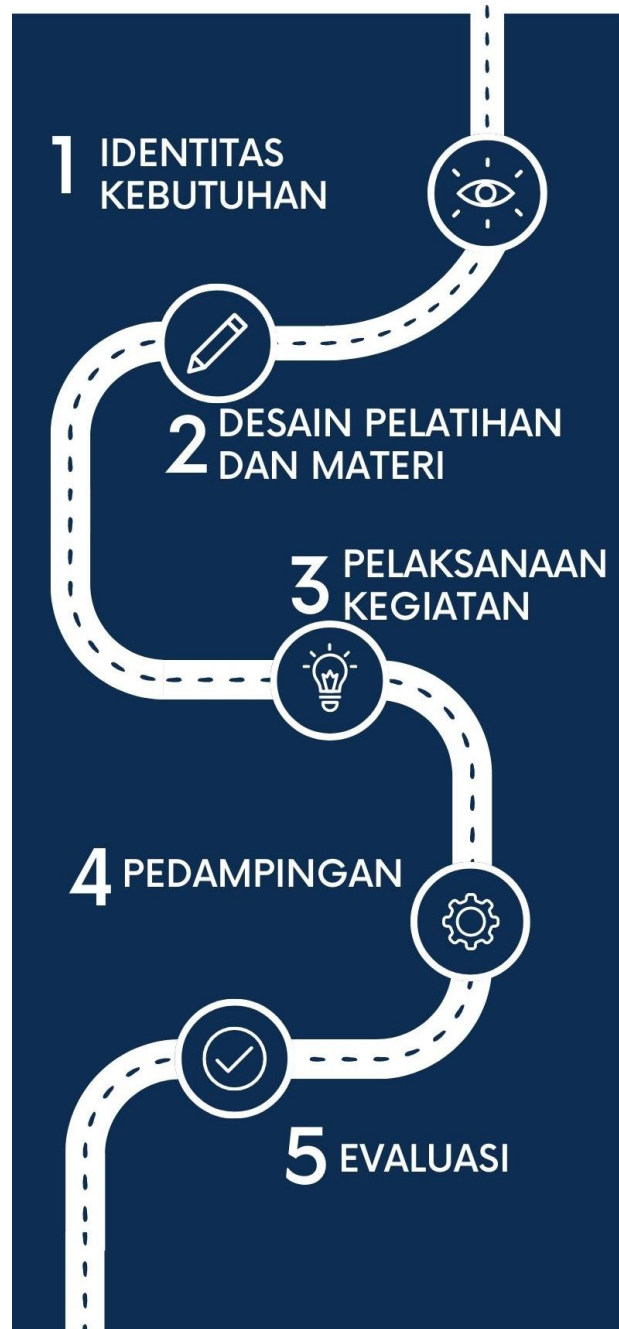 1 IDENTITAS
KEBUTUHAN
2 DESAIN PELATIHAN
DAN MATERI
3 PELAKSANAAN
KEGIATAN
4 PEDAMPINGAN
5 EVALUASI